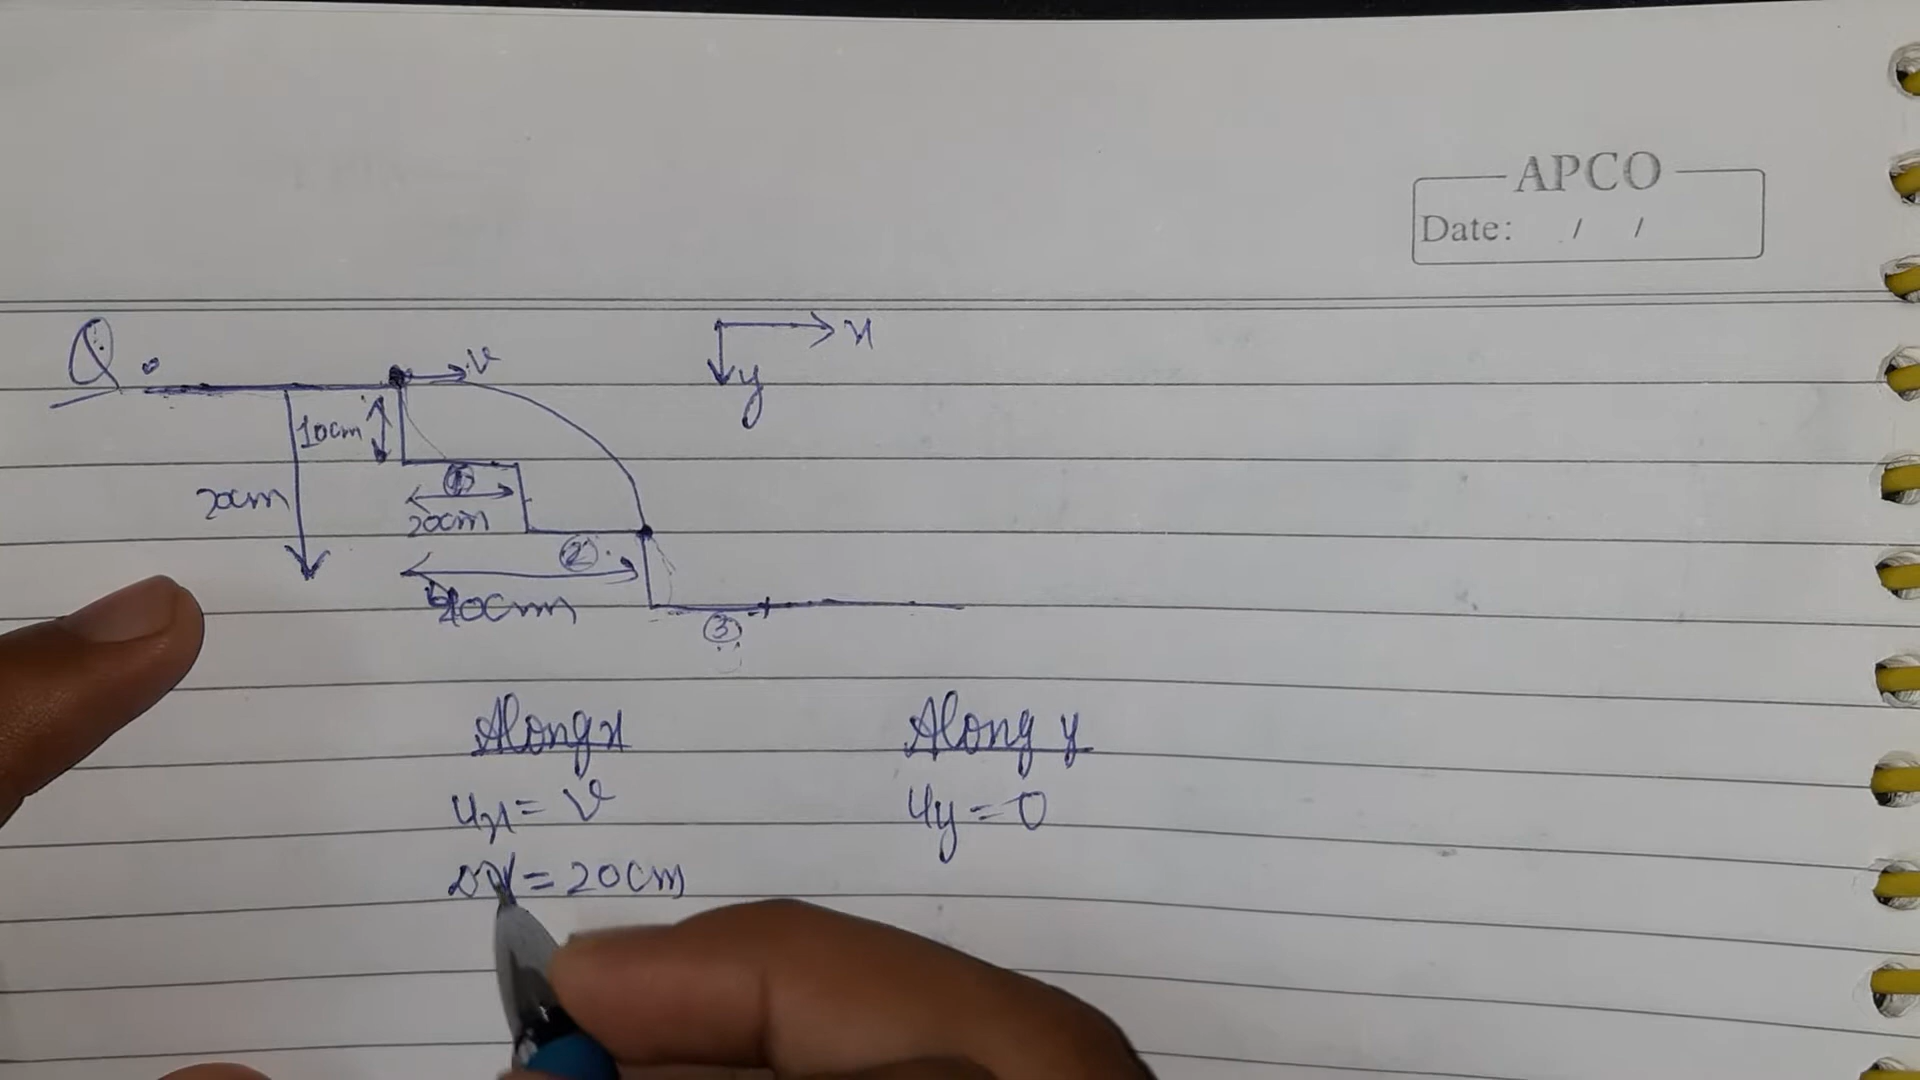 APCO
Date: / /
Q.
v
x
y
10cm
20cm
①
20cm
②
40cm
③
Along x
Along y
ux = v
uy = 0
Δx = 20cm